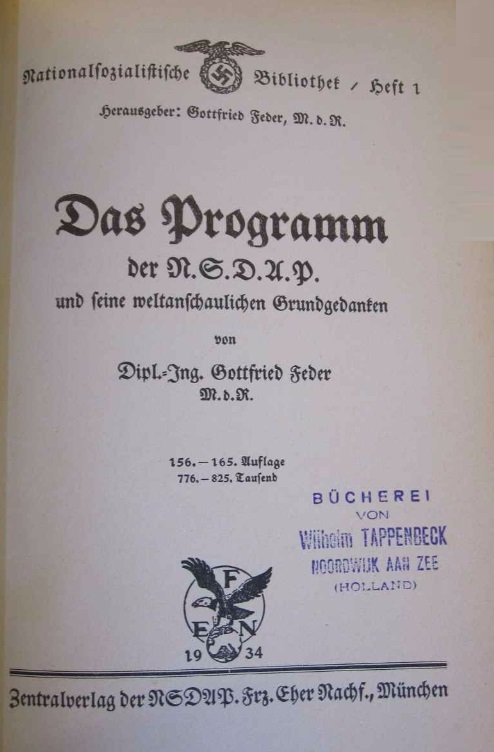 Nationalsozialistische Bibliothek / Heft 1
Herausgeber: Gottfried Feder, M. d. R.
Das Programm
der N.S.D.A.P.
und seine weltanschaulichen Grundgedanken
von
Dipl.-Ing. Gottfried Feder
M. d. R.
156.—165. Auflage
776.—825. Tausend
BÜCHEREI
VON
Wilhelm TAPPENBECK
NOORDWIJK AAN ZEE
(HOLLAND)
F
E N
19 34
Zentralverlag der NSDAP. Frz. Eher Nachf., München